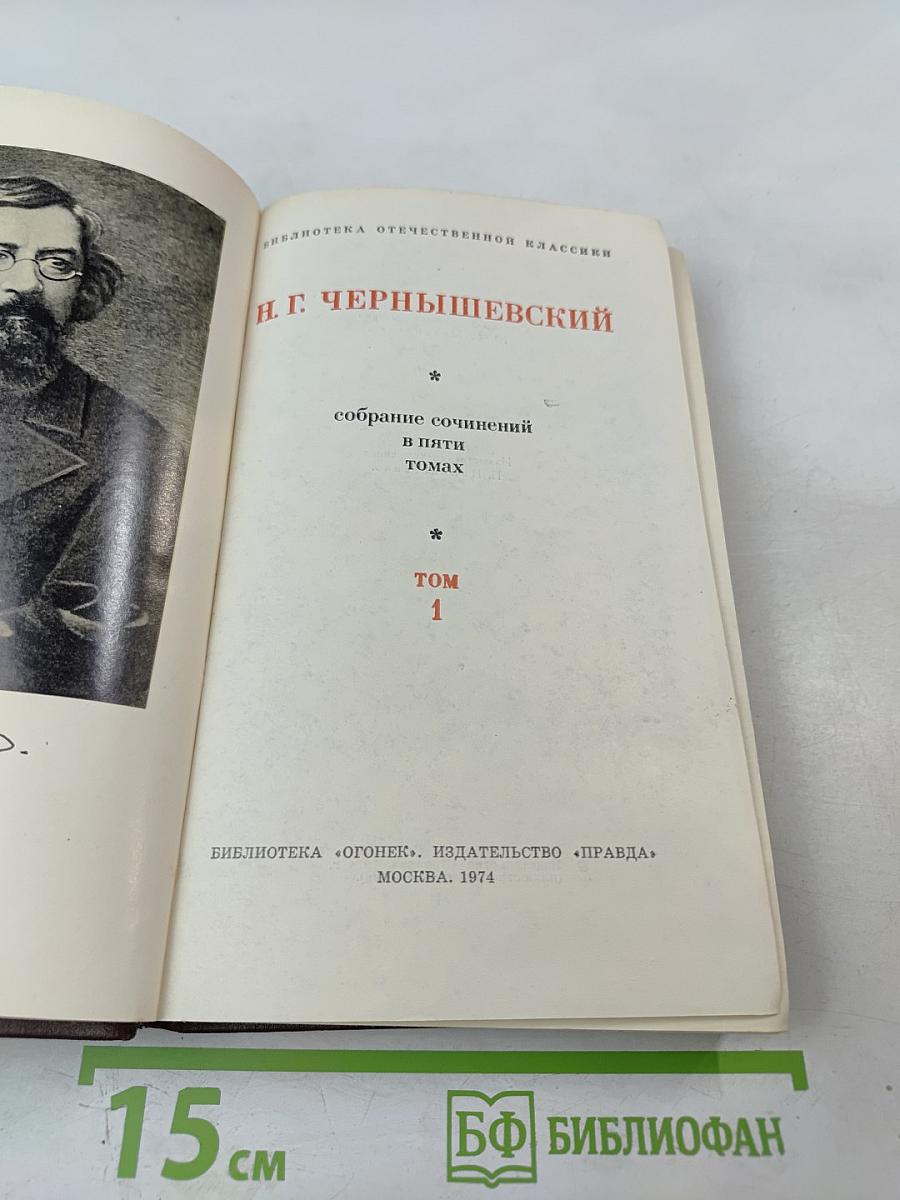 БИБЛИОТЕКА ОТЕЧЕСТВЕННОЙ КЛАССИКИ
Н. Г. ЧЕРНЫШЕВСКИЙ
*
собрание сочинений
в пяти
томах
*
ТОМ
1
БИБЛИОТЕКА «ОГОНЕК». ИЗДАТЕЛЬСТВО «ПРАВДА»
МОСКВА. 1974
15 см
БФ БИБЛИОФАН